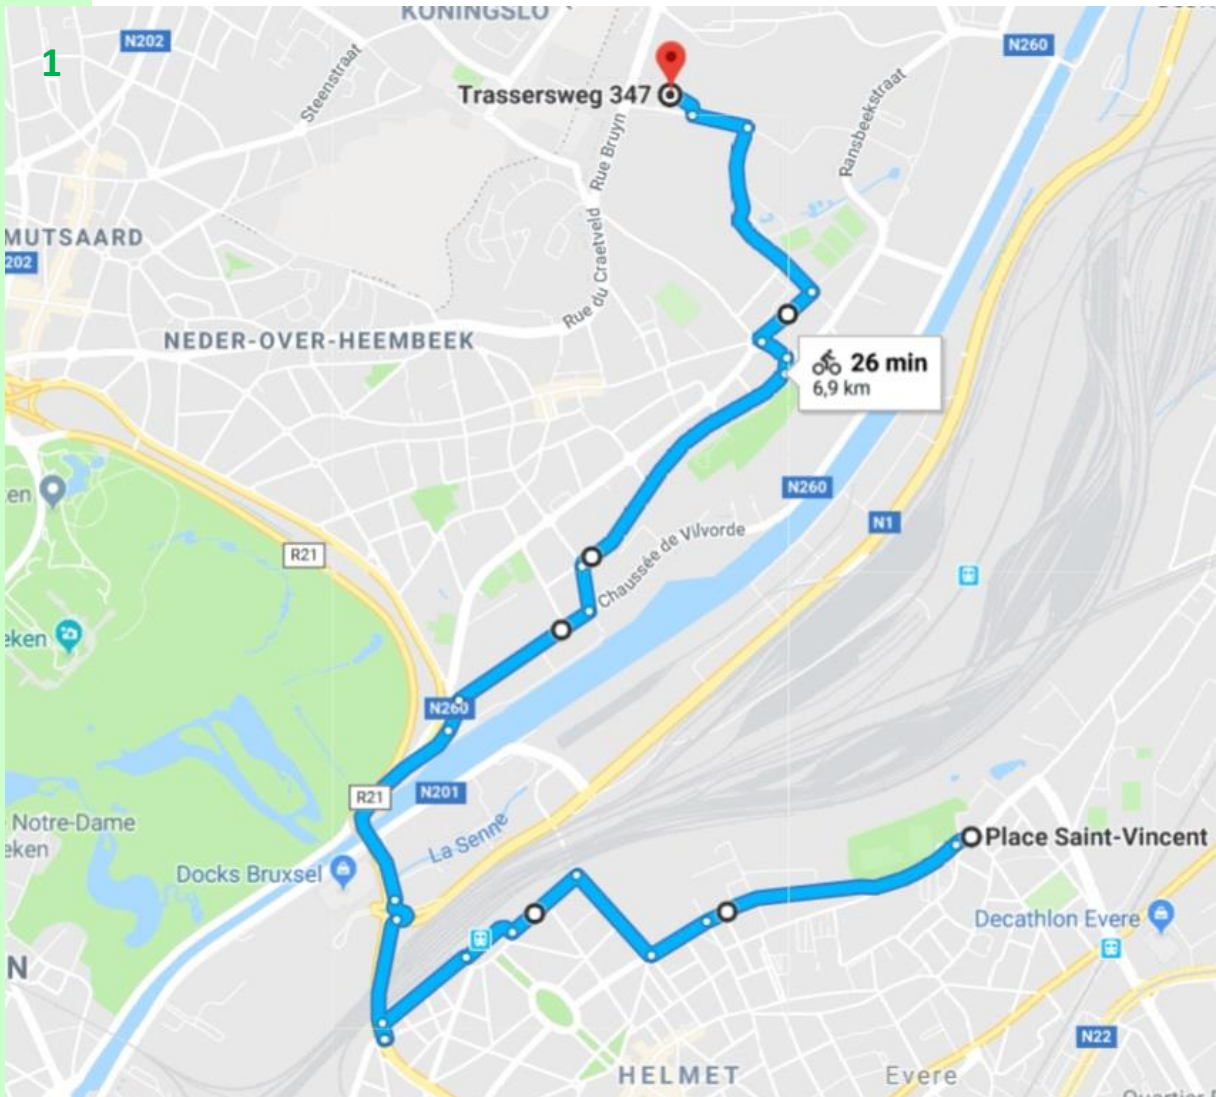 KONINGSLO
N202
N260
1
Steenstraat
Trassersweg 347
Ransbeekstraat
Rue Bruyn
MUTSAARD
202
Rue du Craetveld
NEDER-OVER-HEEMBEEK
26 min
6,9 km
en
N260
N1
R21
Chaussée de Vilvorde
eken
N260
R21
N201
Notre-Dame
eken
La Senne
Place Saint-Vincent
Docks Bruxsel
Decathlon Evere
N
N22
HELMET
Evere